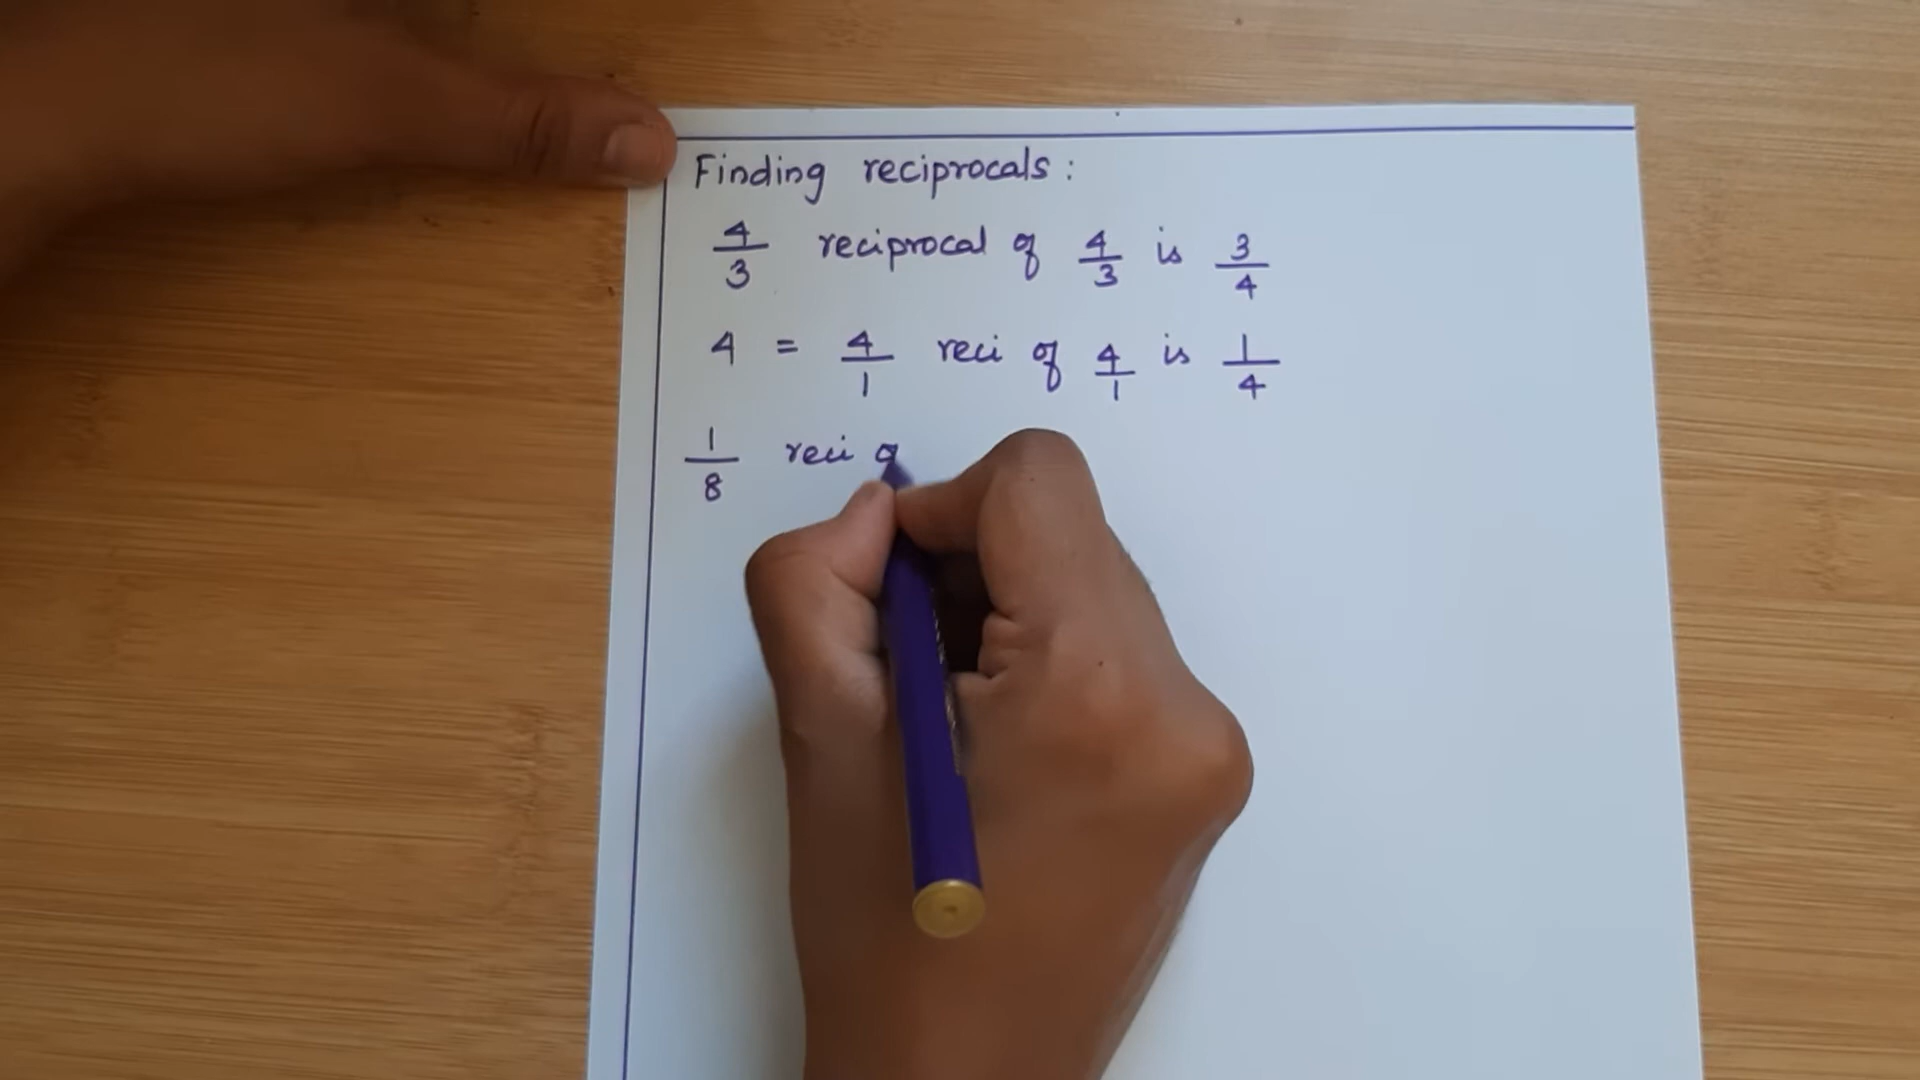 Finding reciprocals:
4/3 reciprocal of 4/3 is 3/4
4 = 4/1 reci of 4/1 is 1/4
1/8 reci